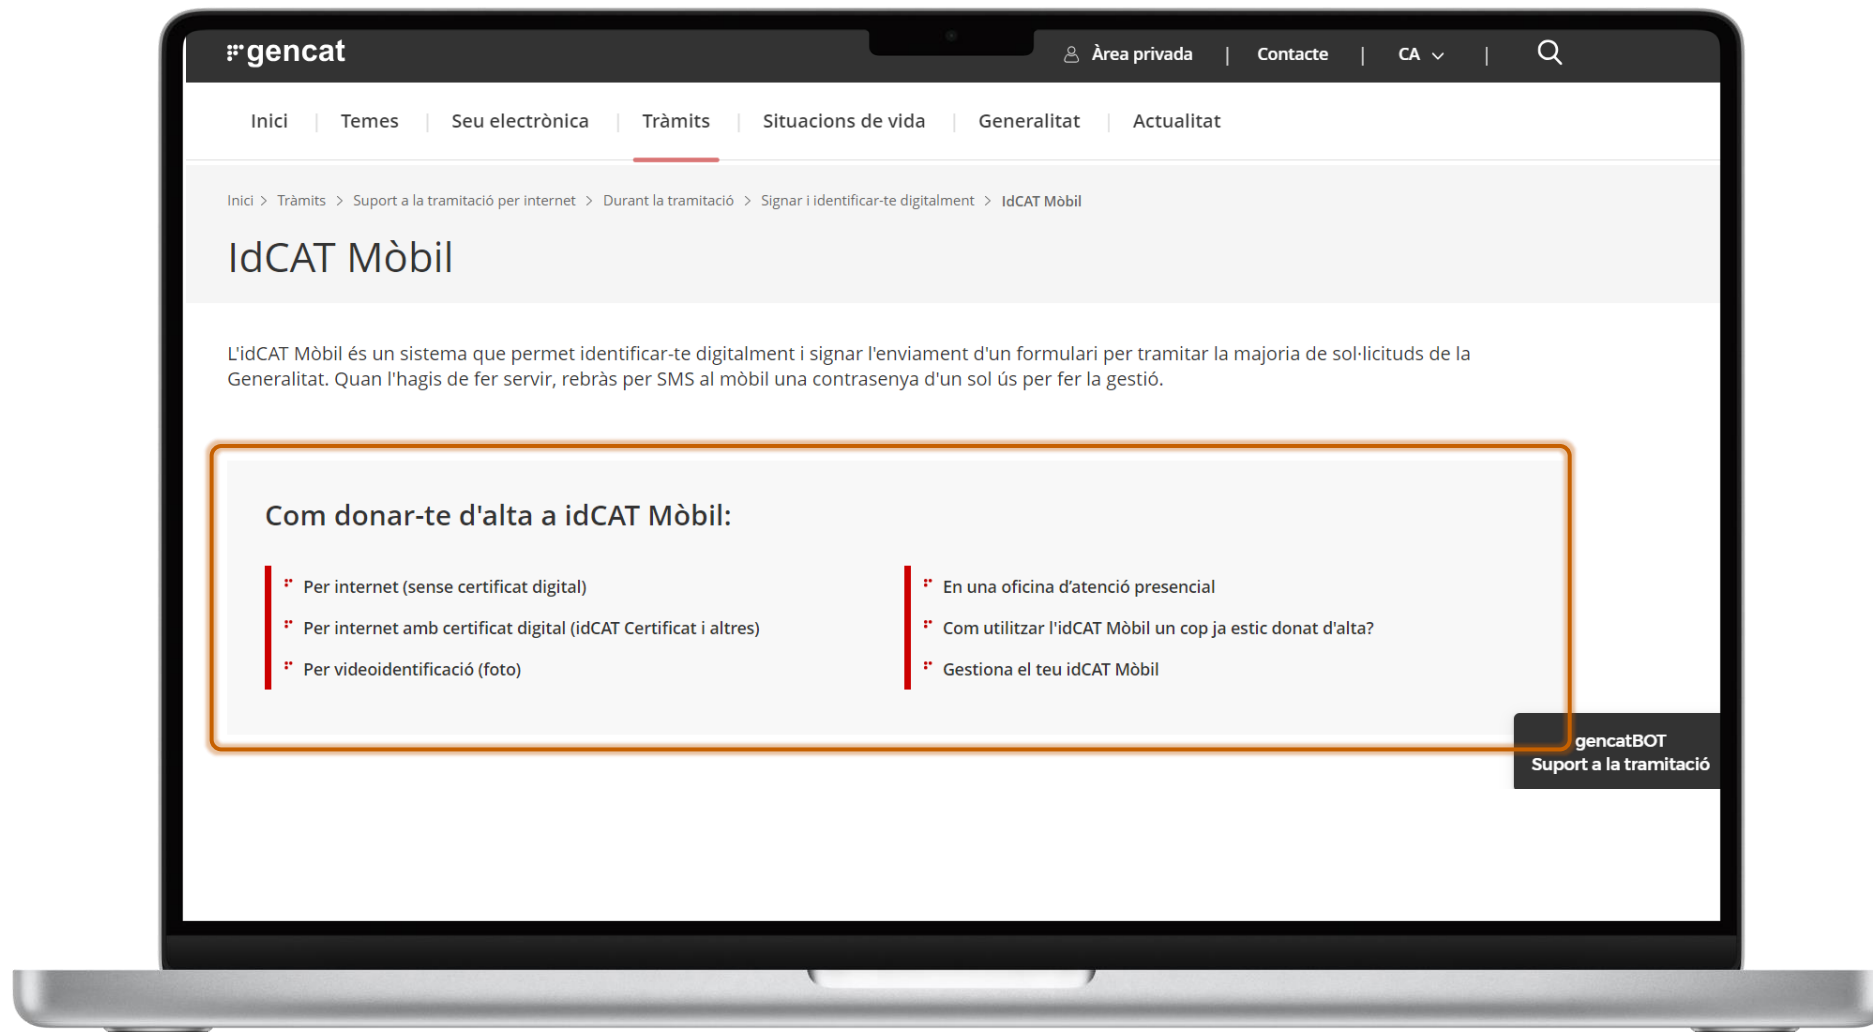 gencat
Àrea privada | Contacte | CA |
Inici | Temes | Seu electrònica | Tràmits | Situacions de vida | Generalitat | Actualitat
Inici > Tràmits > Suport a la tramitació per internet > Durant la tramitació > Signar i identificar-te digitalment > IdCAT Mòbil
IdCAT Mòbil
L'idCAT Mòbil és un sistema que permet identificar-te digitalment i signar l'enviament d'un formulari per tramitar la majoria de sol·licituds de la
Generalitat. Quan l'hagis de fer servir, rebràs per SMS al mòbil una contrasenya d'un sol ús per fer la gestió.
Com donar-te d'alta a idCAT Mòbil:
Per internet (sense certificat digital)
Per internet amb certificat digital (idCAT Certificat i altres)
Per videoidentificació (foto)
En una oficina d’atenció presencial
Com utilitzar l'idCAT Mòbil un cop ja estic donat d'alta?
Gestiona el teu idCAT Mòbil
gencatBOT
Suport a la tramitació